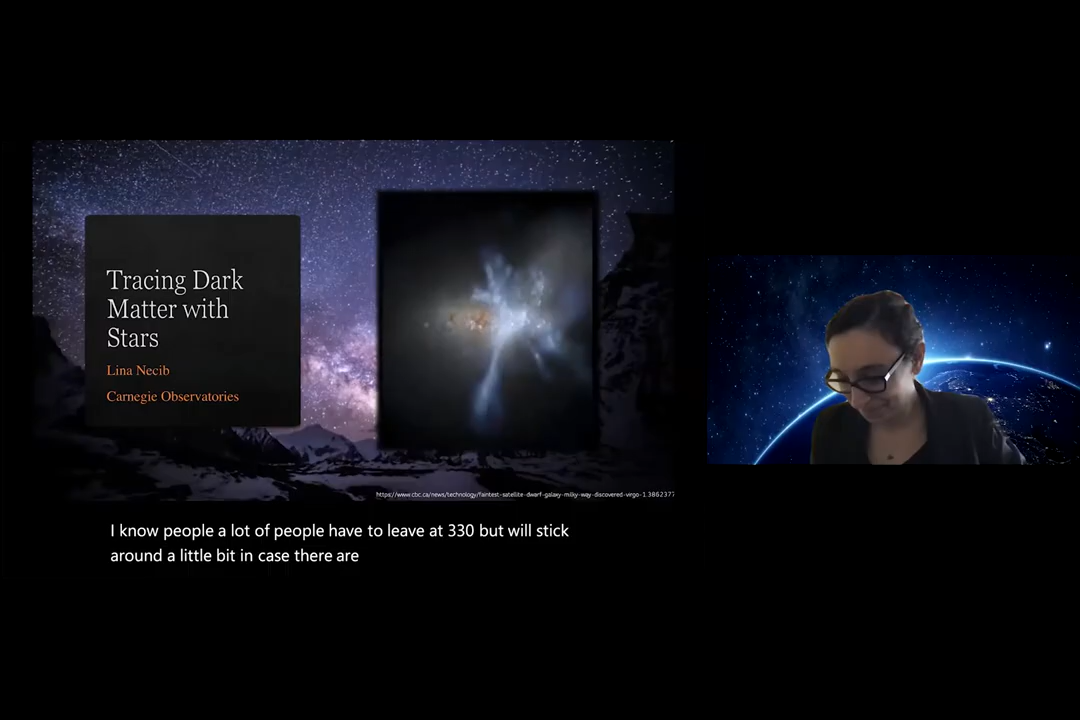 Tracing Dark
Matter with
Stars
Lina Necib
Carnegie Observatories
https://www.cbc.ca/news/technology/faintest-satellite-dwarf-galaxy-milky-way-discovered-virgo-1.3862377
I know people a lot of people have to leave at 330 but will stick
around a little bit in case there are